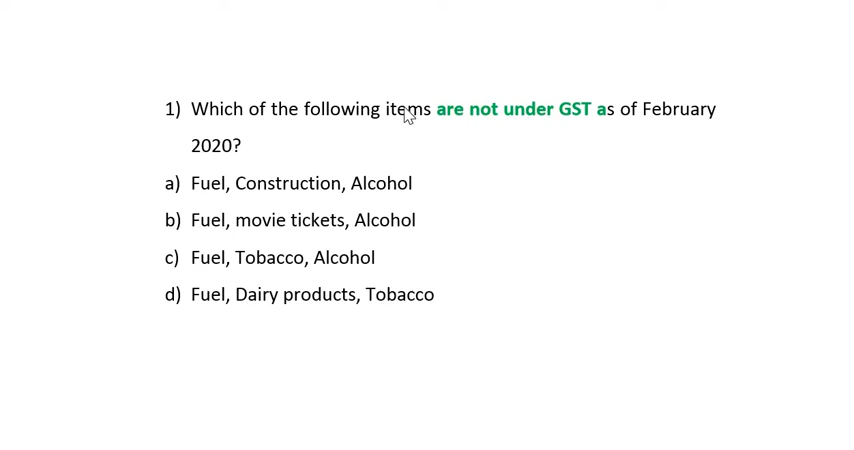 1) Which of the following items are not under GST as of February
2020?
a) Fuel, Construction, Alcohol
b) Fuel, movie tickets, Alcohol
c) Fuel, Tobacco, Alcohol
d) Fuel, Dairy products, Tobacco